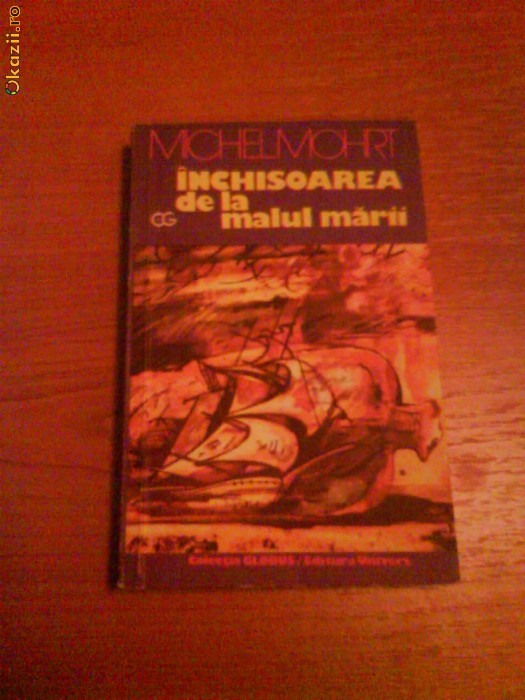 Okazii.ro
MICHEL MOHRT
ÎNCHISOAREA
de la
malul mării
CG
Colecția GLOBUS / Editura Univers